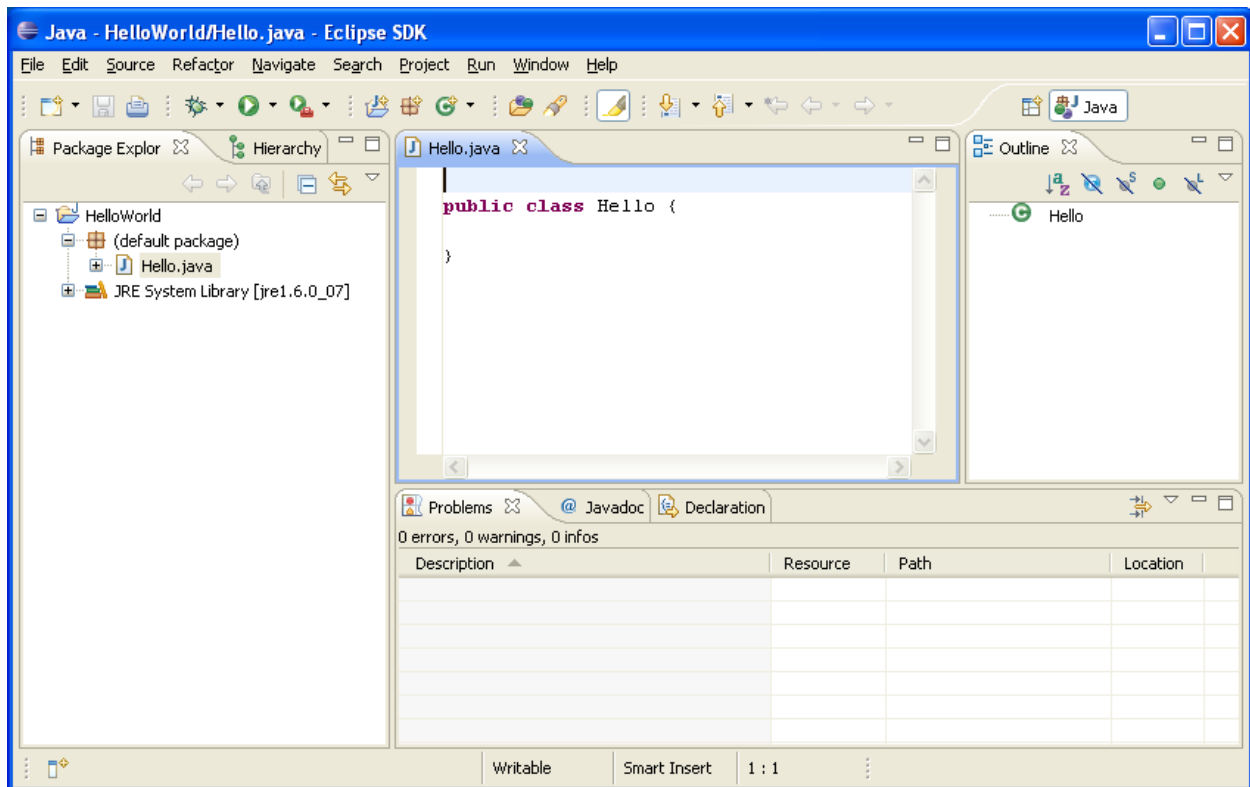 Java - HelloWorld/Hello.java - Eclipse SDK
File Edit Source Refactor Navigate Search Project Run Window Help
Java
Package Explor Hierarchy
HelloWorld
(default package)
Hello.java
JRE System Library [jre1.6.0_07]
Hello.java
public class Hello {
}
Outline
Hello
Problems @ Javadoc Declaration
0 errors, 0 warnings, 0 infos
Description Resource Path Location
Writable Smart Insert 1 : 1